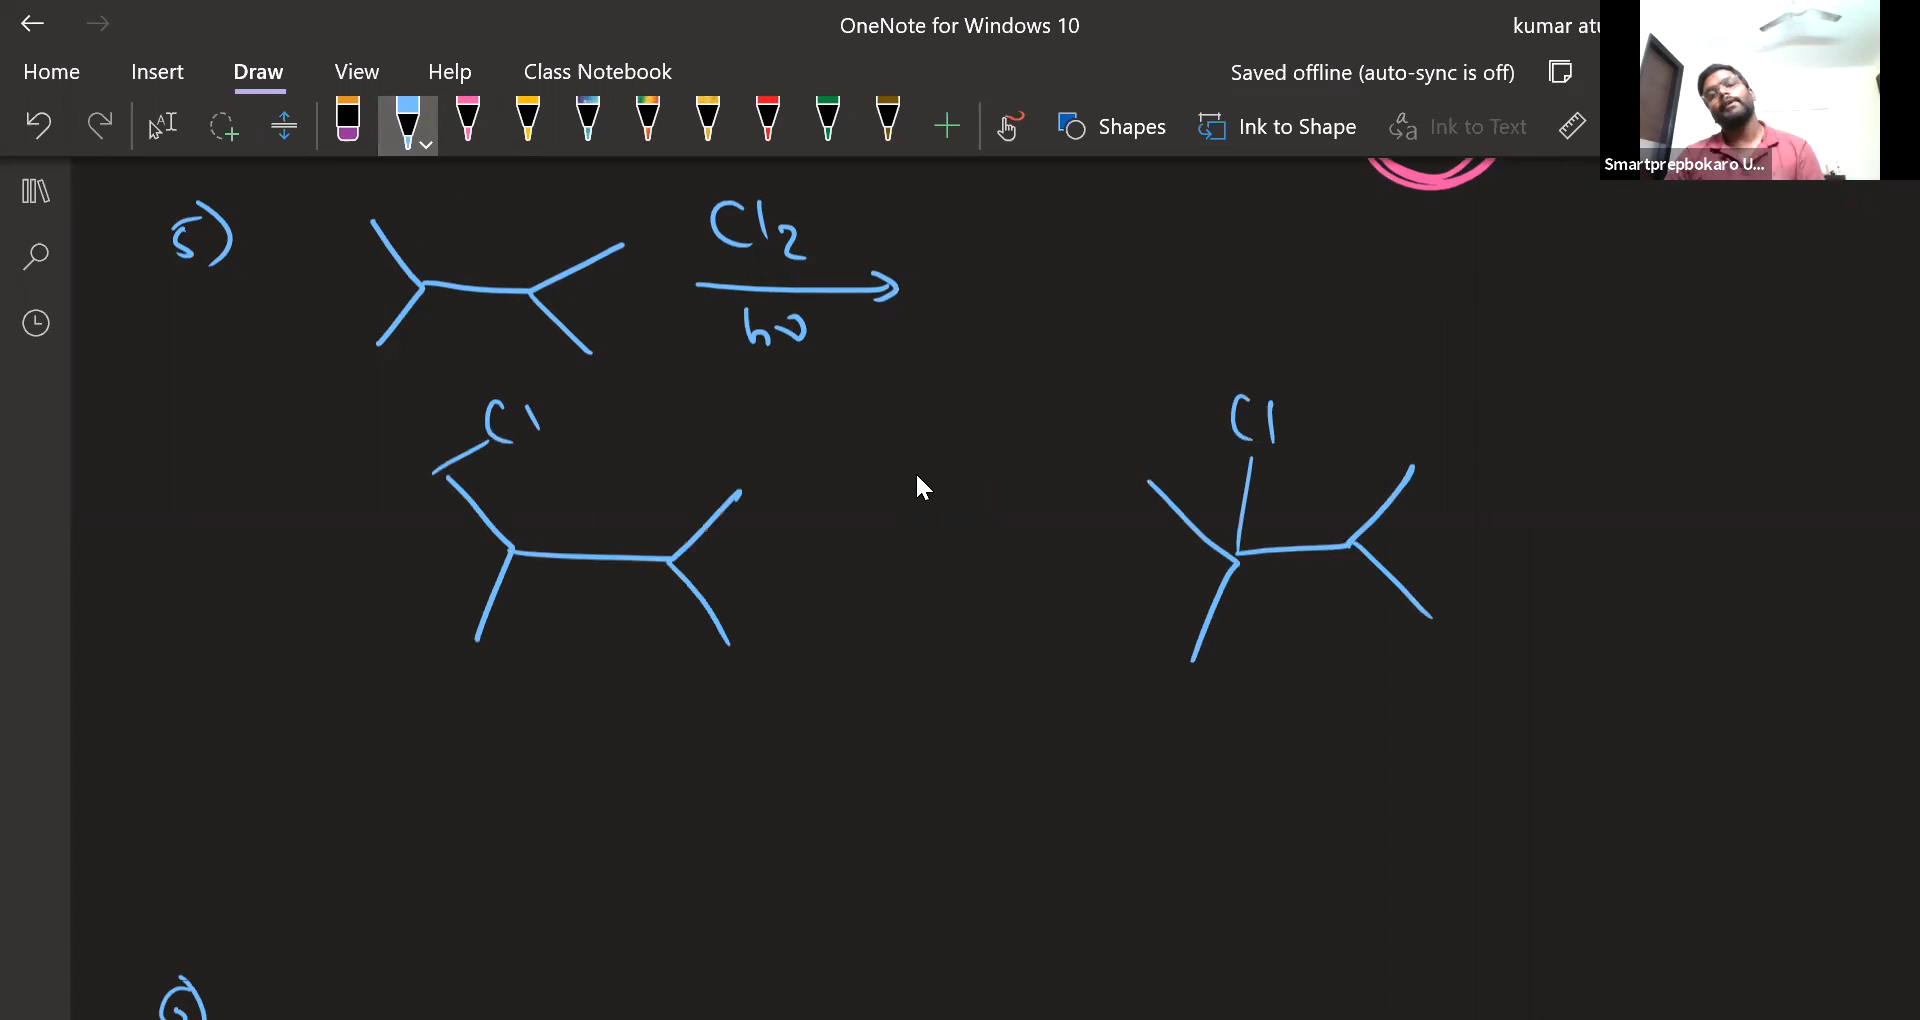 OneNote for Windows 10
kumar atu
Home Insert Draw View Help Class Notebook
Saved offline (auto-sync is off)
Shapes Ink to Shape Ink to Text
Smartprepbokaro U...
5)
Cl2
hν
Cl
Cl